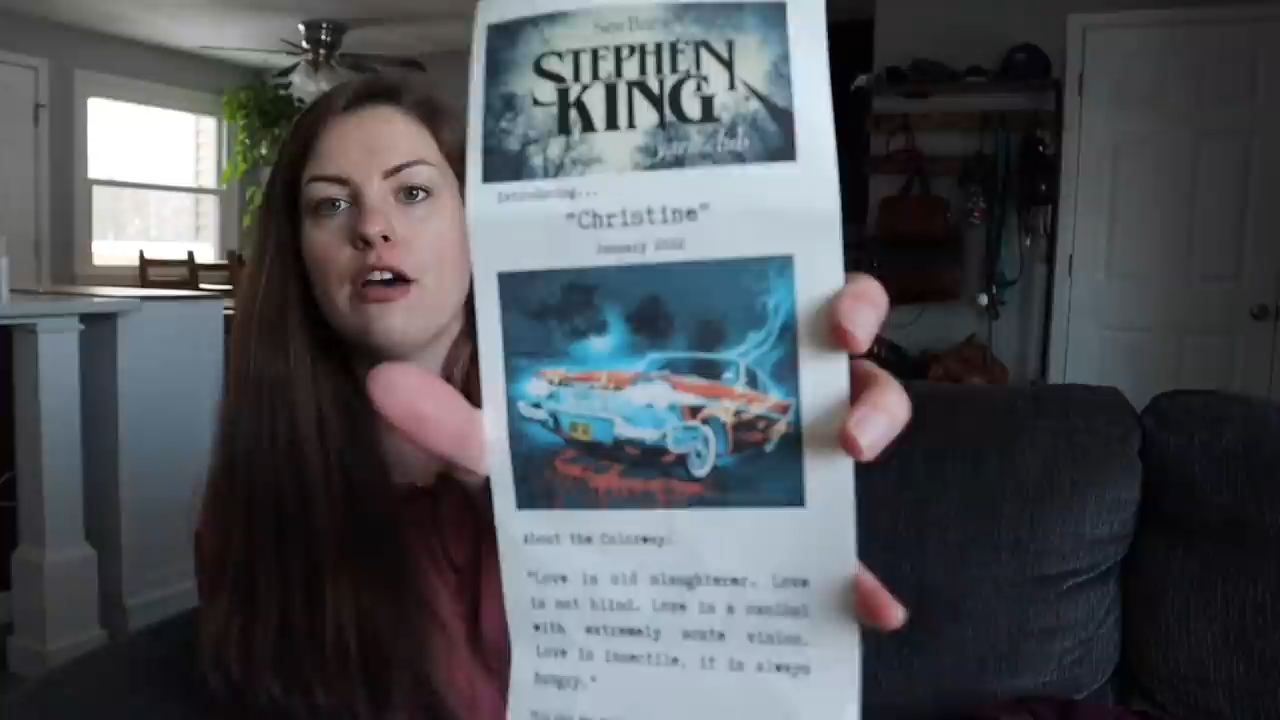 STEPHEN
KING
Introducing...
"Christine"
January 2022
About the Colorway:
"Love is old slaughterer. Love
is not blind. Love is a cannibal
with extremely acute vision.
Love is insectile, it is always
hungry."